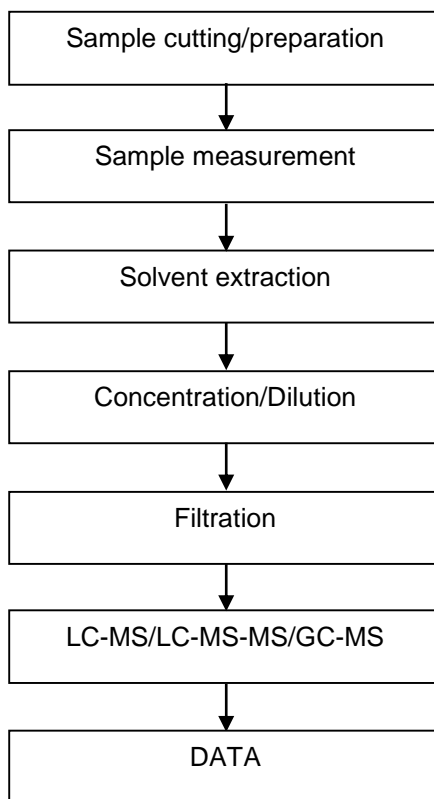 Sample cutting/preparation
Sample measurement
Solvent extraction
Concentration/Dilution
Filtration
LC-MS/LC-MS-MS/GC-MS
DATA